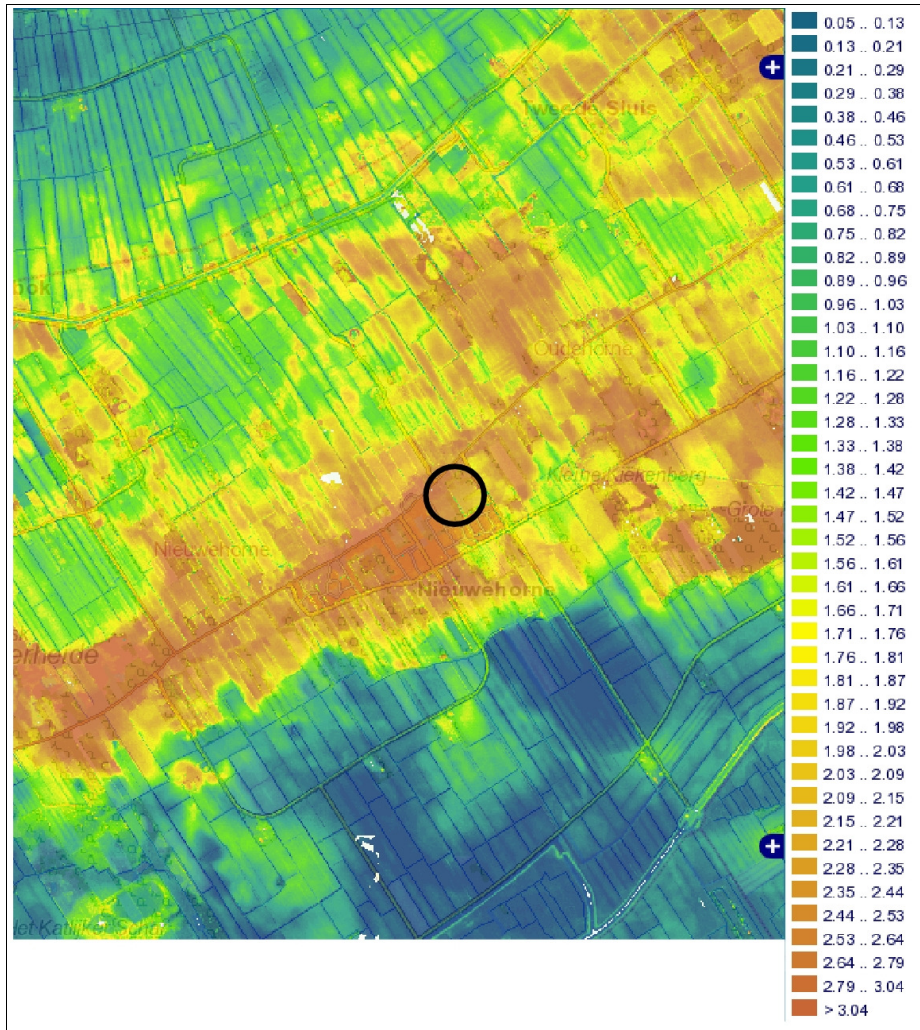 Tweede Sluis
bok
Oudehorne
Kleine Kiekenberg
Nieuwehorne
Nieuwehorne
erheide
Het Katlijker Schar
0.05 .. 0.13
0.13 .. 0.21
0.21 .. 0.29
0.29 .. 0.38
0.38 .. 0.46
0.46 .. 0.53
0.53 .. 0.61
0.61 .. 0.68
0.68 .. 0.75
0.75 .. 0.82
0.82 .. 0.89
0.89 .. 0.96
0.96 .. 1.03
1.03 .. 1.10
1.10 .. 1.16
1.16 .. 1.22
1.22 .. 1.28
1.28 .. 1.33
1.33 .. 1.38
1.38 .. 1.42
1.42 .. 1.47
1.47 .. 1.52
1.52 .. 1.56
1.56 .. 1.61
1.61 .. 1.66
1.66 .. 1.71
1.71 .. 1.76
1.76 .. 1.81
1.81 .. 1.87
1.87 .. 1.92
1.92 .. 1.98
1.98 .. 2.03
2.03 .. 2.09
2.09 .. 2.15
2.15 .. 2.21
2.21 .. 2.28
2.28 .. 2.35
2.35 .. 2.44
2.44 .. 2.53
2.53 .. 2.64
2.64 .. 2.79
2.79 .. 3.04
> 3.04